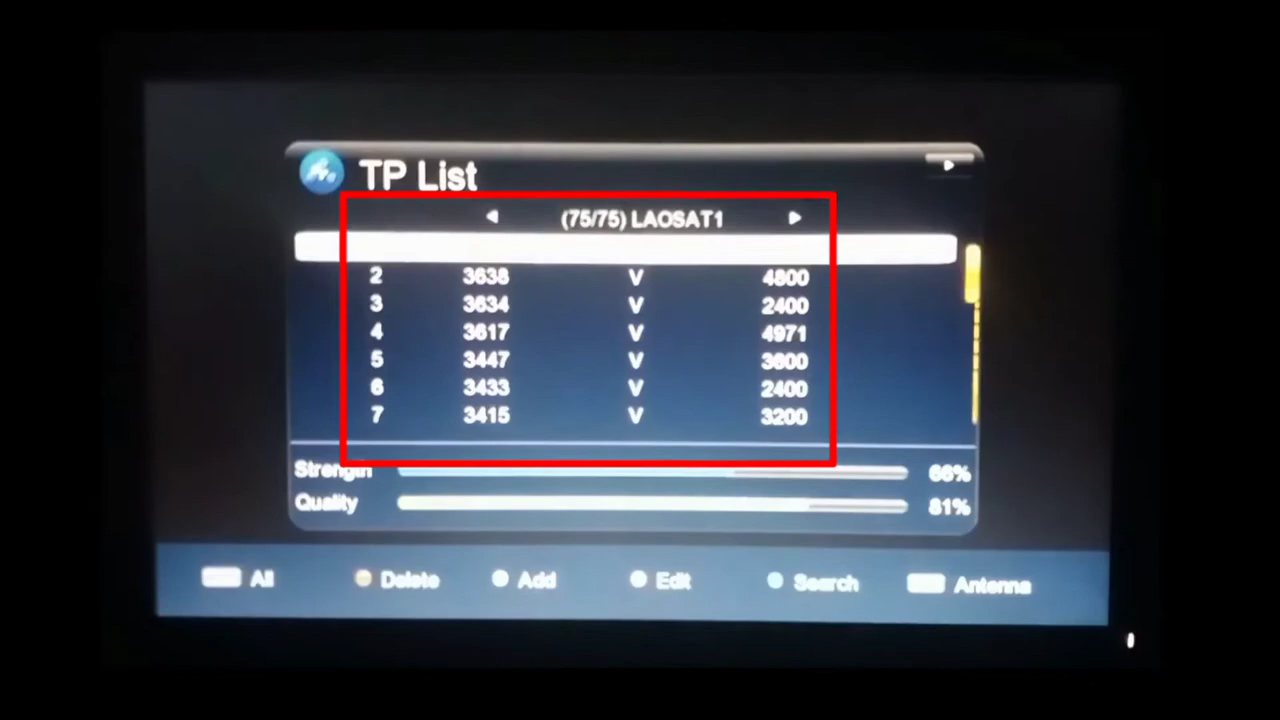 TP List
(75/75) LAOSAT1
2 3638 V 4800
3 3634 V 2400
4 3617 V 4971
5 3447 V 3600
6 3433 V 2400
7 3415 V 3200
Strength 66%
Quality 81%
All Delete Add Edit Search Antenna